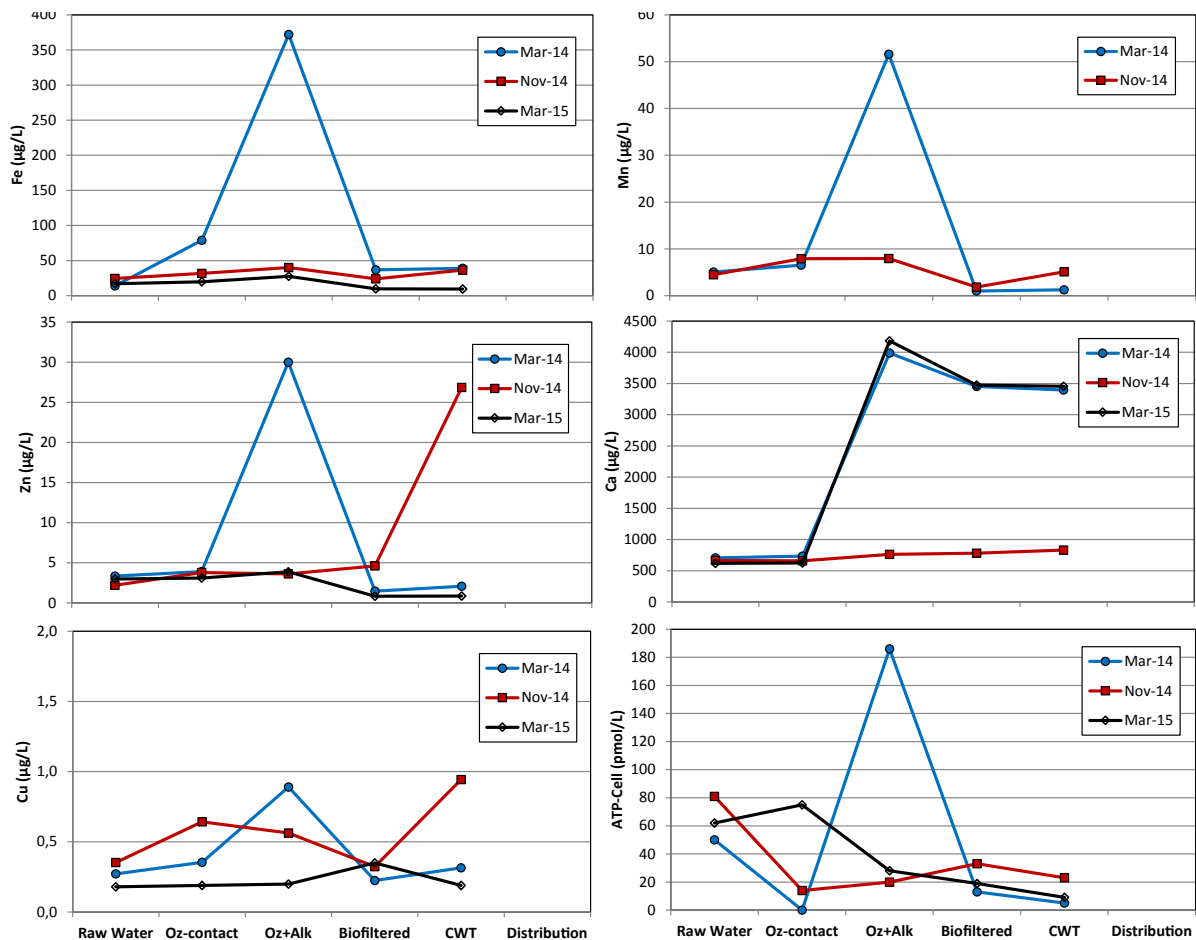 400
350
300
250
200
150
100
50
0
Fe (µg/L)
Mar-14
Nov-14
Mar-15
60
50
40
30
20
10
0
Mn (µg/L)
Mar-14
Nov-14
35
30
25
20
15
10
5
0
Zn (µg/L)
Mar-14
Nov-14
Mar-15
4500
4000
3500
3000
2500
2000
1500
1000
500
0
Ca (µg/L)
Mar-14
Nov-14
Mar-15
2,0
1,5
1,0
0,5
0,0
Cu (µg/L)
Mar-14
Nov-14
Mar-15
Raw Water Oz-contact Oz+Alk Biofiltered CWT Distribution
200
180
160
140
120
100
80
60
40
20
0
ATP-Cell (pmol/L)
Mar-14
Nov-14
Mar-15
Raw Water Oz-contact Oz+Alk Biofiltered CWT Distribution